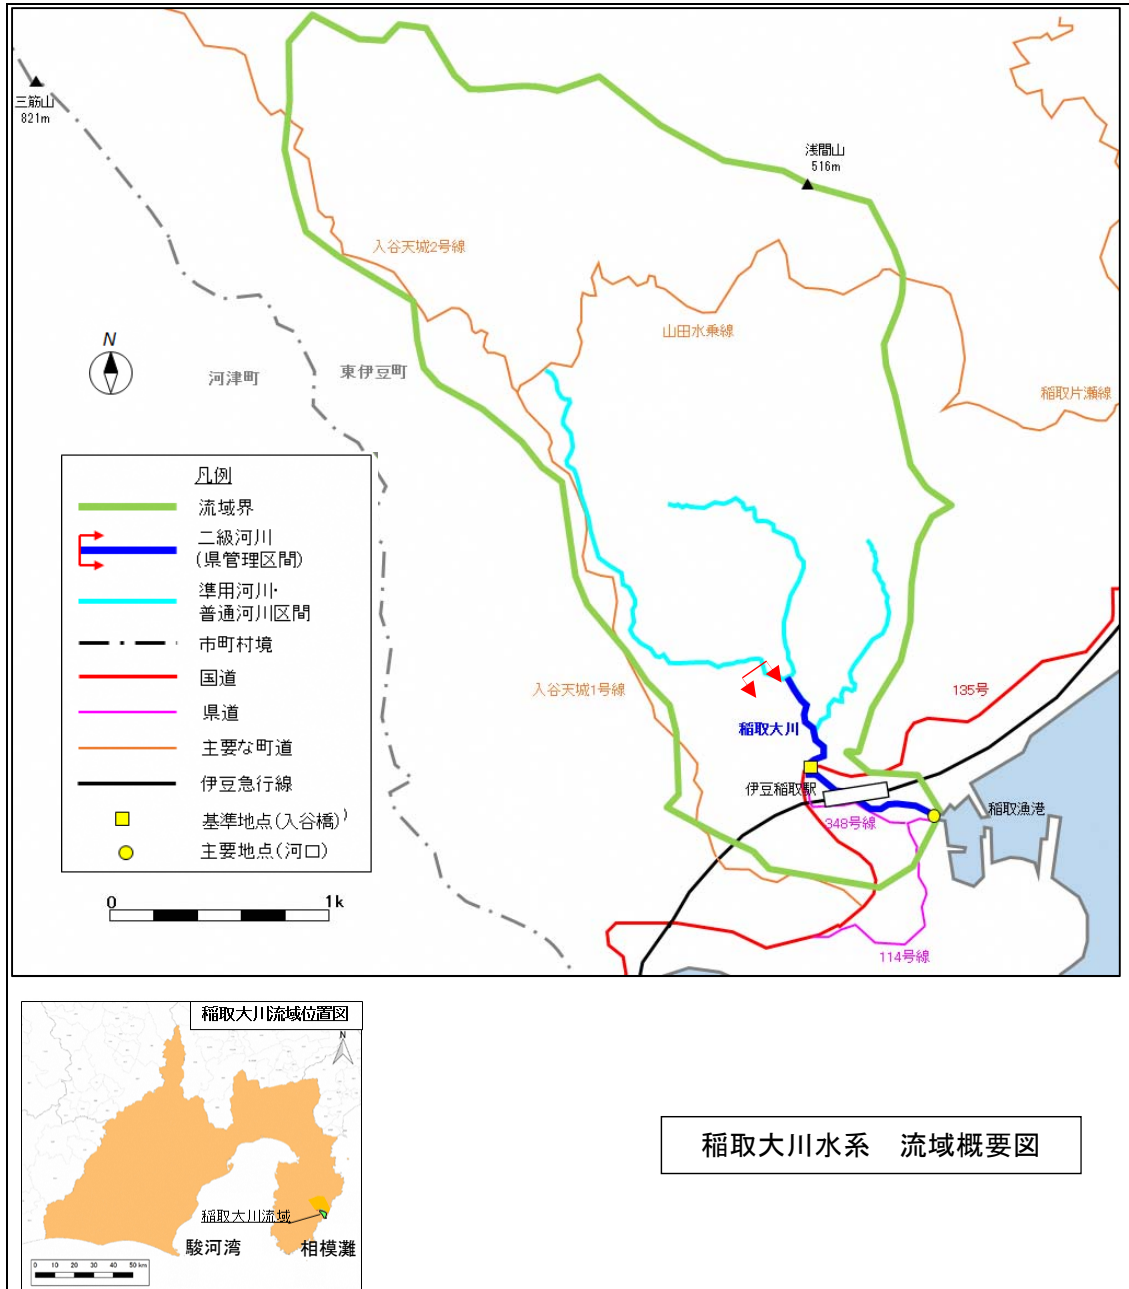 三筋山
821m
浅間山
516m
入谷天城2号線
山田水乗線
稲取片瀬線
N
河津町
東伊豆町
凡例
流域界
二級河川
(県管理区間)
準用河川・
普通河川区間
市町村境
国道
県道
主要な町道
伊豆急行線
基準地点(入谷橋)
主要地点(河口)
0
1k
入谷天城1号線
135号
稲取大川
伊豆稲取駅
348号線
稲取漁港
114号線
稲取大川流域位置図
N
稲取大川流域
駿河湾
相模灘
0 10 20 30 40 50 km
稲取大川水系 流域概要図